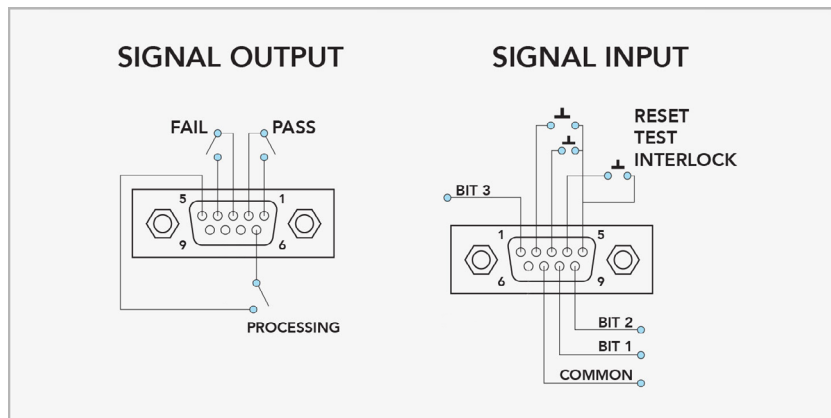 SIGNAL OUTPUT
FAIL
PASS
5
1
9
6
PROCESSING
SIGNAL INPUT
RESET
TEST
INTERLOCK
BIT 3
1
5
6
9
BIT 2
BIT 1
COMMON